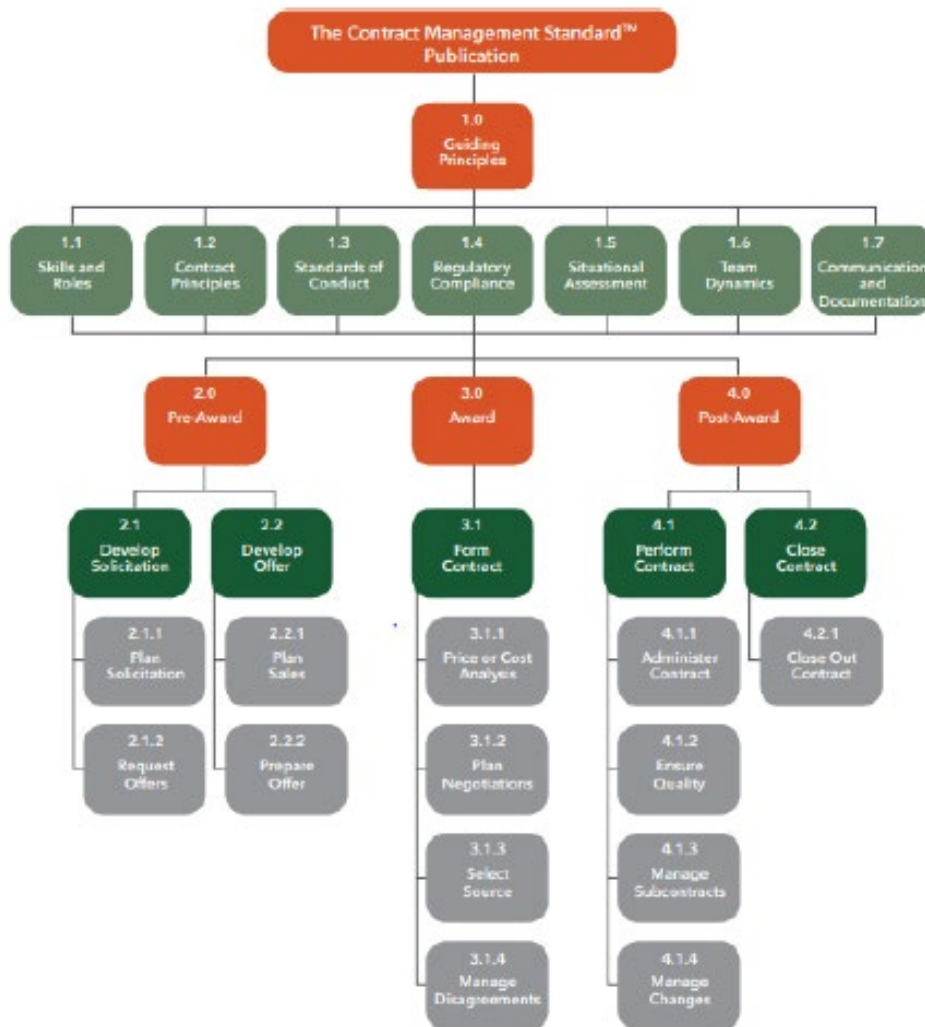 The Contract Management Standard™
Publication
1.0
Guiding
Principles
1.1
Skills and
Roles
1.2
Contract
Principles
1.3
Standards of
Conduct
1.4
Regulatory
Compliance
1.5
Situational
Assessment
1.6
Team
Dynamics
1.7
Communication
and
Documentation
2.0
Pre-Award
3.0
Award
4.0
Post-Award
2.1
Develop
Solicitation
2.2
Develop
Offer
3.1
Form
Contract
4.1
Perform
Contract
4.2
Close
Contract
2.1.1
Plan
Solicitation
2.2.1
Plan
Sales
3.1.1
Price or Cost
Analysis
4.1.1
Administer
Contract
4.2.1
Close Out
Contract
2.1.2
Request
Offers
2.2.2
Prepare
Offer
3.1.2
Plan
Negotiations
4.1.2
Ensure
Quality
3.1.3
Select
Source
4.1.3
Manage
Subcontracts
3.1.4
Manage
Disagreements
4.1.4
Manage
Changes